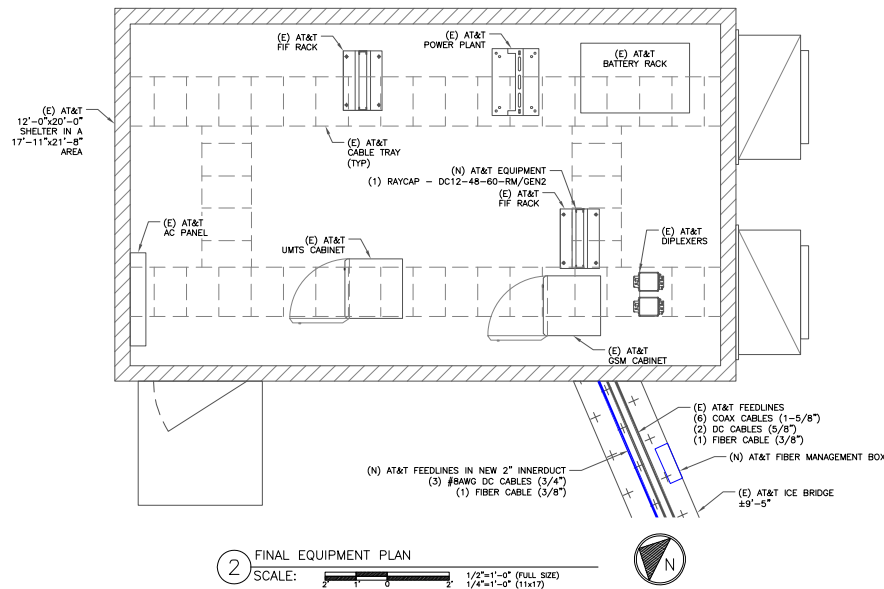 (E) AT&T
FIF RACK
(E) AT&T
POWER PLANT
(E) AT&T
BATTERY RACK
(E) AT&T
12'-0"x20'-0"
SHELTER IN A
17'-11"x21'-8"
AREA
(E) AT&T
CABLE TRAY
(TYP)
(N) AT&T EQUIPMENT
(1) RAYCAP - DC12-48-60-RM/GEN2
(E) AT&T
FIF RACK
(E) AT&T
AC PANEL
(E) AT&T
UMTS CABINET
(E) AT&T
DIPLEXERS
(E) AT&T
GSM CABINET
(E) AT&T FEEDLINES
(6) COAX CABLES (1-5/8")
(2) DC CABLES (5/8")
(1) FIBER CABLE (3/8")
(N) AT&T FIBER MANAGEMENT BOX
(N) AT&T FEEDLINES IN NEW 2" INNERDUCT
(3) #8AWG DC CABLES (3/4")
(1) FIBER CABLE (3/8")
(E) AT&T ICE BRIDGE
±9'-5"
2 FINAL EQUIPMENT PLAN
SCALE:
2' 1' 0 2'
1/2"=1'-0" (FULL SIZE)
1/4"=1'-0" (11x17)
N